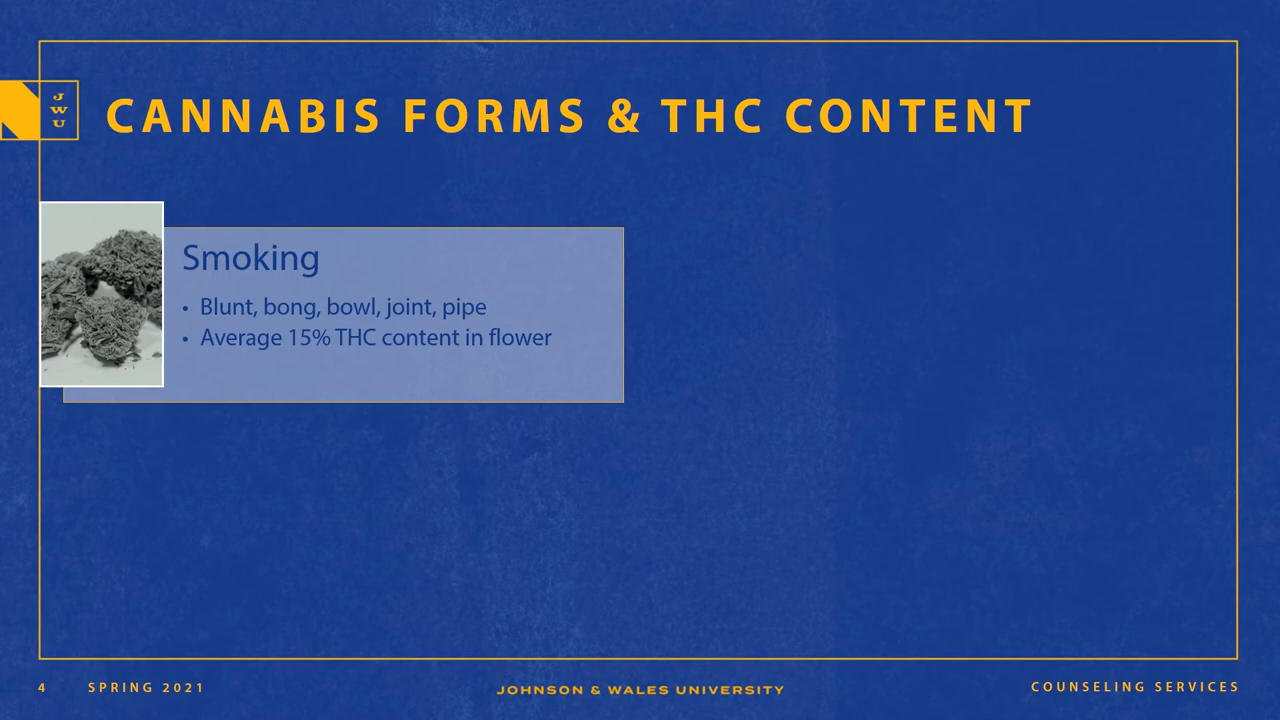 J
W
U
CANNABIS FORMS & THC CONTENT
Smoking
• Blunt, bong, bowl, joint, pipe
• Average 15% THC content in flower
4 SPRING 2021 JOHNSON & WALES UNIVERSITY COUNSELING SERVICES